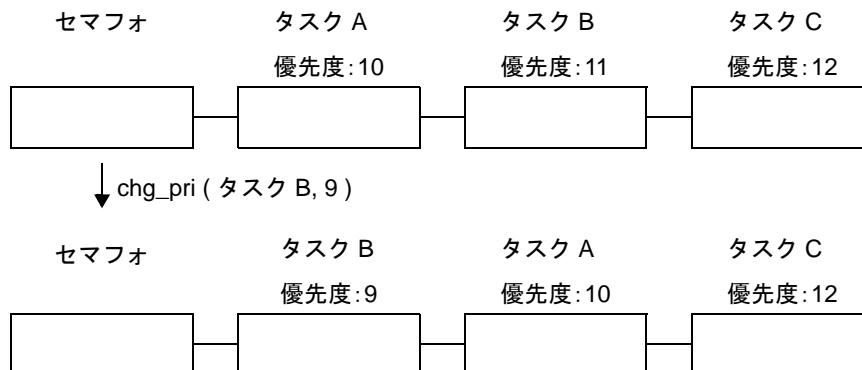 セマフォ タスク A タスク B タスク C
優先度:10 優先度:11 優先度:12
chg_pri ( タスク B, 9 )
セマフォ タスク B タスク A タスク C
優先度:9 優先度:10 優先度:12